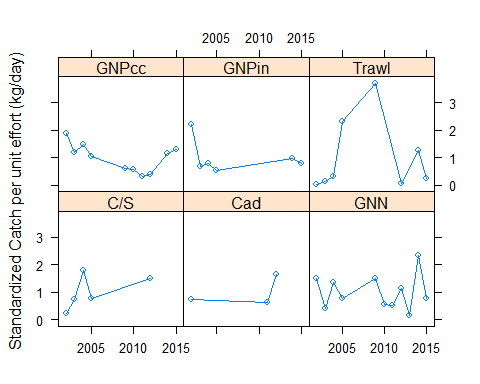 2005 2010 2015
GNPcc GNPin Trawl
3
2
1
0
C/S Cad GNN
3
2
1
0
2005 2010 2015 2005 2010 2015
Standardized Catch per unit effort (kg/day)